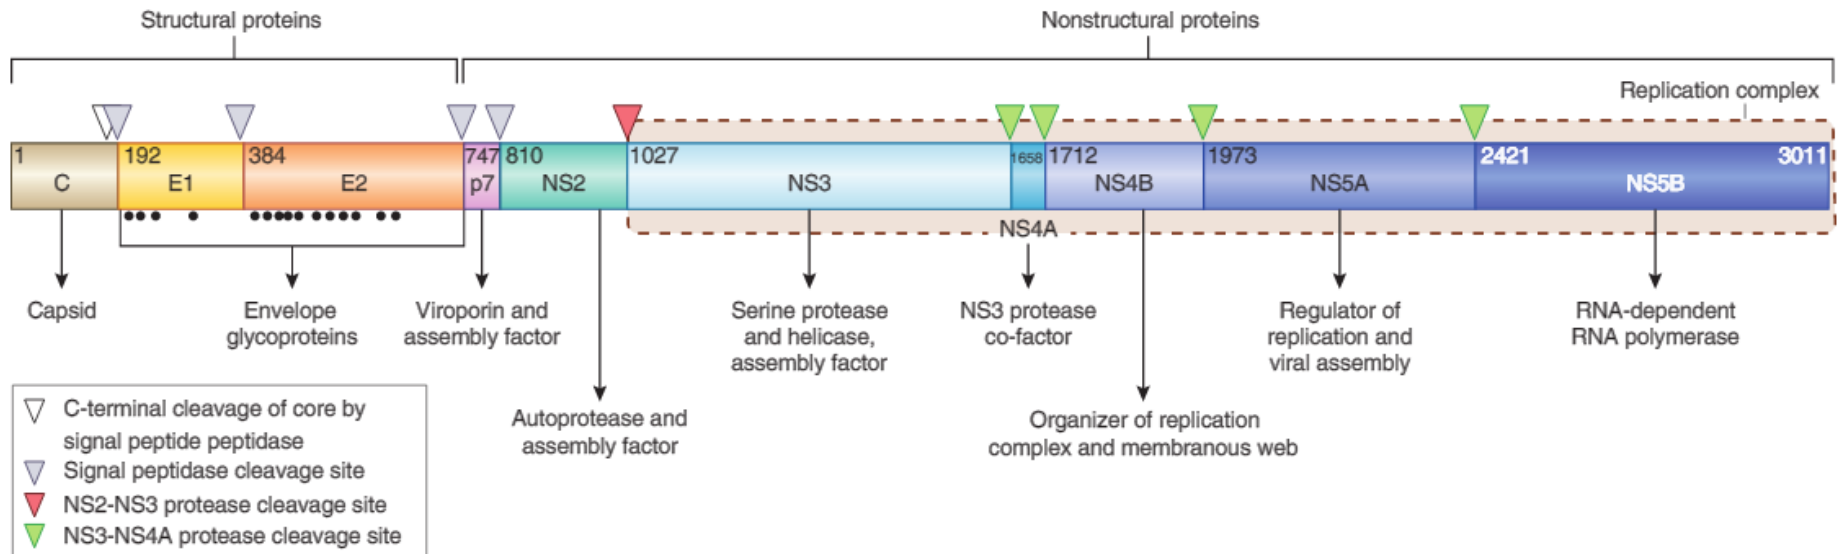 Structural proteins
Nonstructural proteins
Replication complex
1
192
384
747
810
1027
1658
1712
1973
2421
3011
C
E1
E2
p7
NS2
NS3
NS4B
NS5A
NS5B
NS4A
Capsid
Envelope
glycoproteins
Viroporin and
assembly factor
Autoprotease and
assembly factor
Serine protease
and helicase,
assembly factor
NS3 protease
co-factor
Organizer of replication
complex and membranous web
Regulator of
replication and
viral assembly
RNA-dependent
RNA polymerase
C-terminal cleavage of core by
signal peptide peptidase
Signal peptidase cleavage site
NS2-NS3 protease cleavage site
NS3-NS4A protease cleavage site